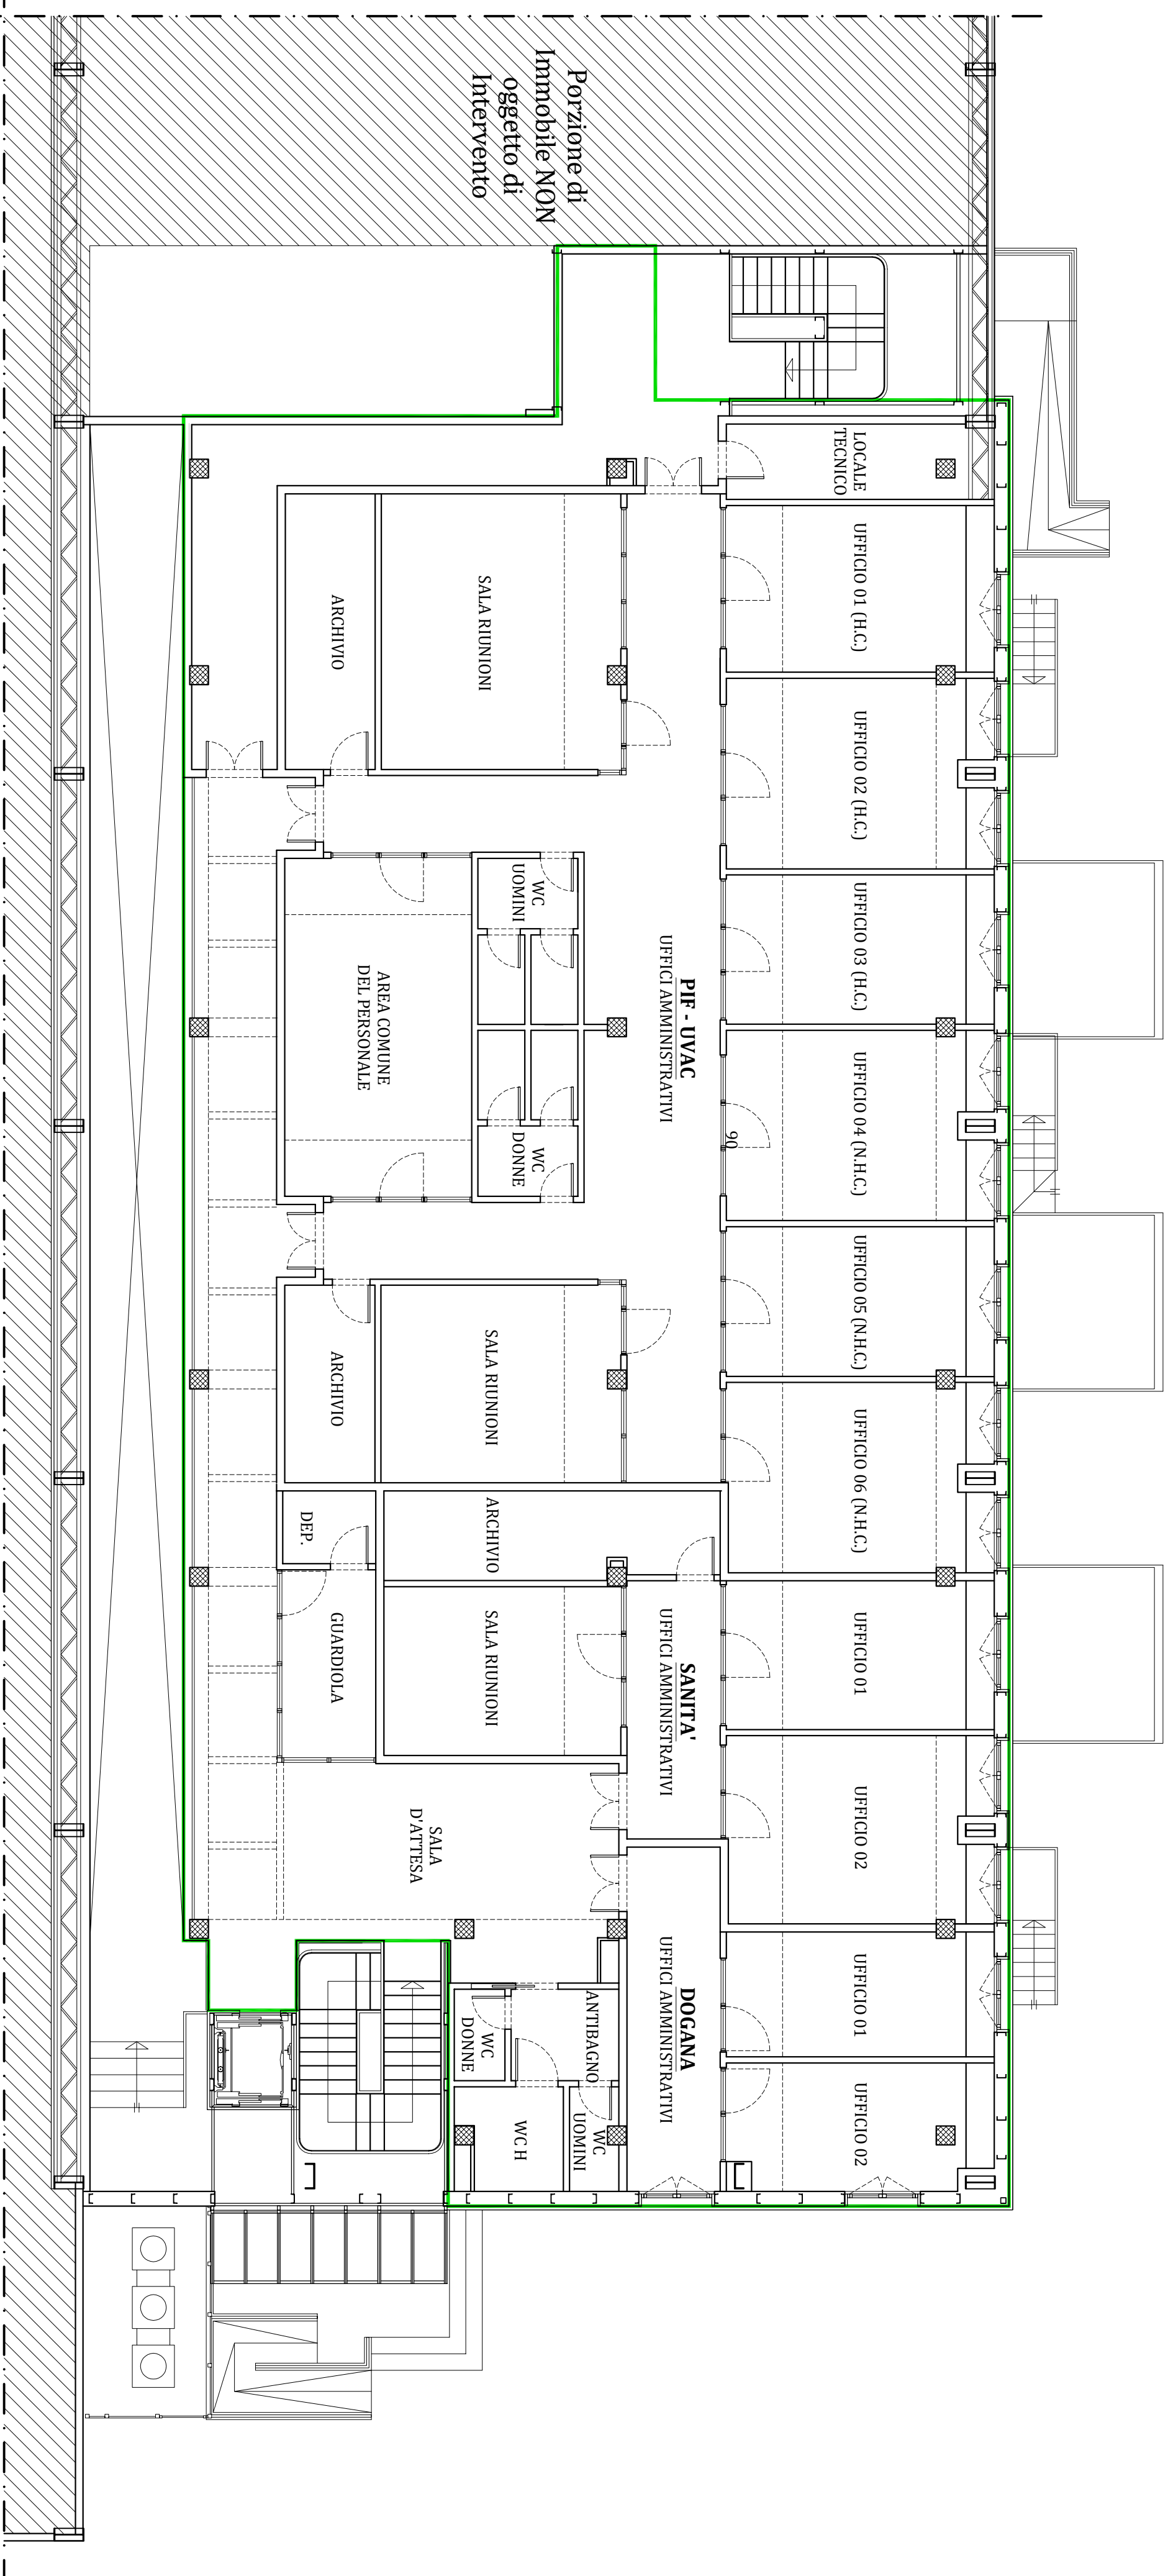 Porzione di
Immobile NON
oggetto di
Intervento
LOCALE
TECNICO
UFFICIO 01 (H.C.)
UFFICIO 02 (H.C.)
UFFICIO 03 (H.C.)
UFFICIO 04 (N.H.C.)
UFFICIO 05 (N.H.C.)
UFFICIO 06 (N.H.C.)
UFFICIO 01
UFFICIO 02
UFFICIO 01
UFFICIO 02
90
PIF - UVAC
UFFICI AMMINISTRATIVI
SANITA'
UFFICI AMMINISTRATIVI
DOGANA
UFFICI AMMINISTRATIVI
SALA RIUNIONI
ARCHIVIO
WC
UOMINI
WC
DONNE
AREA COMUNE
DEL PERSONALE
SALA RIUNIONI
ARCHIVIO
ARCHIVIO
SALA RIUNIONI
DEP.
GUARDIOLA
SALA
D'ATTESA
ANTIBAGNO
WC
DONNE
WC
UOMINI
WC H